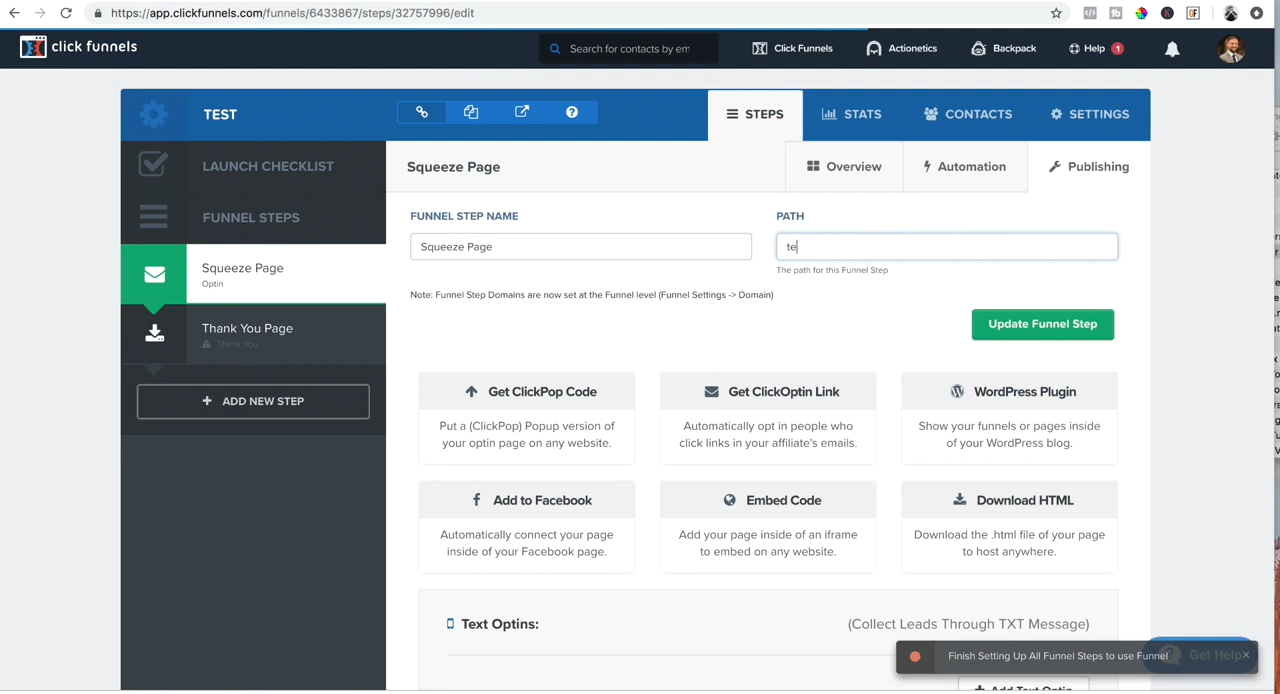 https://app.clickfunnels.com/funnels/6433867/steps/32757996/edit
click funnels
Search for contacts by em
Click Funnels
Actionetics
Backpack
Help 1
TEST
STEPS
STATS
CONTACTS
SETTINGS
LAUNCH CHECKLIST
Squeeze Page
Overview
Automation
Publishing
FUNNEL STEPS
FUNNEL STEP NAME
PATH
Squeeze Page
te
The path for this Funnel Step
Squeeze Page
Optin
Note: Funnel Step Domains are now set at the Funnel level (Funnel Settings -> Domain)
Update Funnel Step
Thank You Page
Thank You
ADD NEW STEP
Get ClickPop Code
Put a (ClickPop) Popup version of
your optin page on any website.
Get ClickOptin Link
Automatically opt in people who
click links in your affiliate's emails.
WordPress Plugin
Show your funnels or pages inside
of your WordPress blog.
Add to Facebook
Automatically connect your page
inside of your Facebook page.
Embed Code
Add your page inside of an iframe
to embed on any website.
Download HTML
Download the .html file of your page
to host anywhere.
Text Optins:
(Collect Leads Through TXT Message)
Finish Setting Up All Funnel Steps to use Funnel
Get Help
Add Text Optin